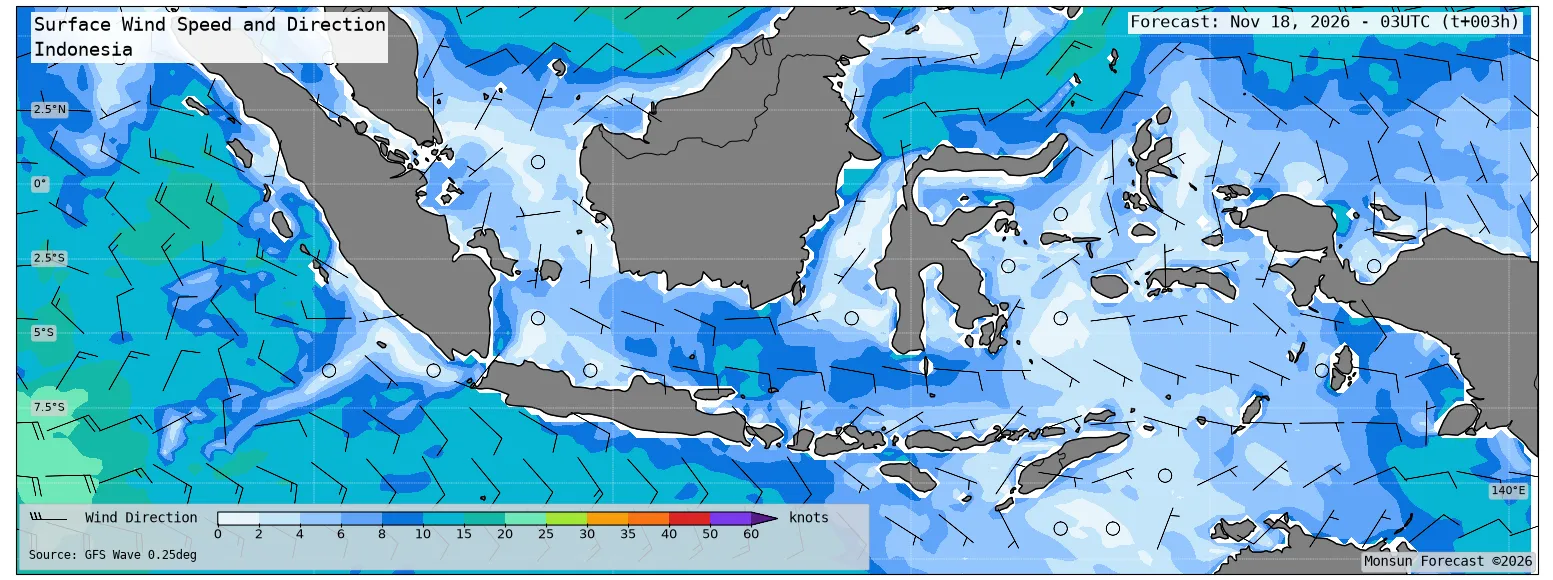 Surface Wind Speed and Direction
Indonesia
Forecast: Nov 18, 2026 - 03UTC (t+003h)
2.5°N
0°
2.5°S
5°S
7.5°S
140°E
Wind Direction
knots
0 2 4 6 8 10 15 20 25 30 35 40 50 60
Source: GFS Wave 0.25deg
Monsun Forecast ©2026